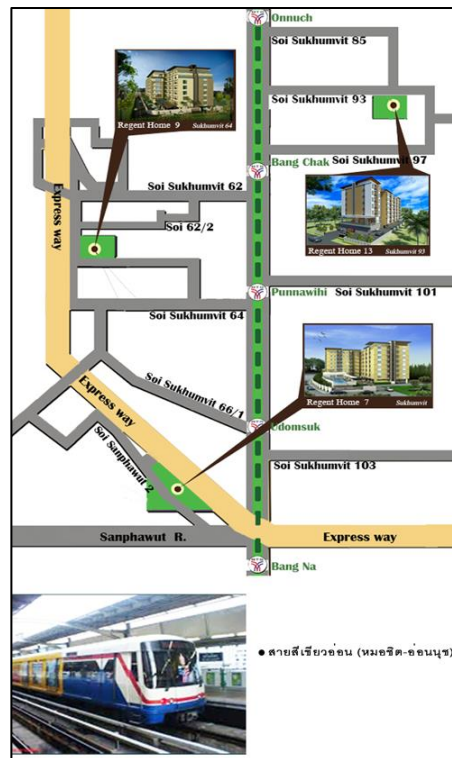 Onnuch
Soi Sukhumvit 85
Soi Sukhumvit 93
Regent Home 9 Sukhumvit 64
Bang Chak
Soi Sukhumvit 97
Express way
Soi Sukhumvit 62
Soi 62/2
Regent Home 13 Sukhumvit 93
Punnawihi
Soi Sukhumvit 101
Soi Sukhumvit 64
Express way
Soi Sukhumvit 66/1
Regent Home 7 Sukhumvit
Udomsuk
Soi Sanphawut 2
Soi Sukhumvit 103
Sanphawut R.
Express way
Bang Na
● สายสีเขียวอ่อน (หมอชิต-อ่อนนุช)